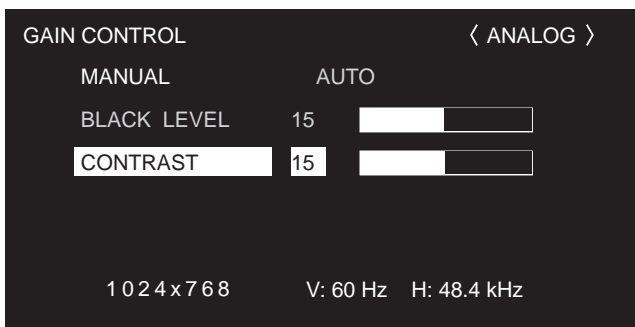 GAIN CONTROL 〈 ANALOG 〉
MANUAL AUTO
BLACK LEVEL 15
CONTRAST 15
1024x768 V: 60 Hz H: 48.4 kHz